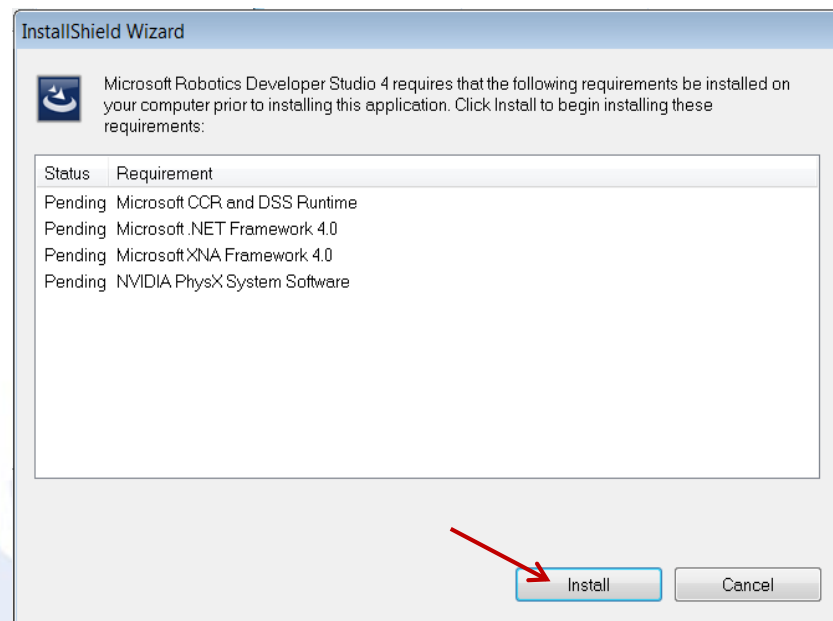 InstallShield Wizard
Microsoft Robotics Developer Studio 4 requires that the following requirements be installed on
your computer prior to installing this application. Click Install to begin installing these
requirements:
Status Requirement
Pending Microsoft CCR and DSS Runtime
Pending Microsoft .NET Framework 4.0
Pending Microsoft XNA Framework 4.0
Pending NVIDIA PhysX System Software
Install Cancel